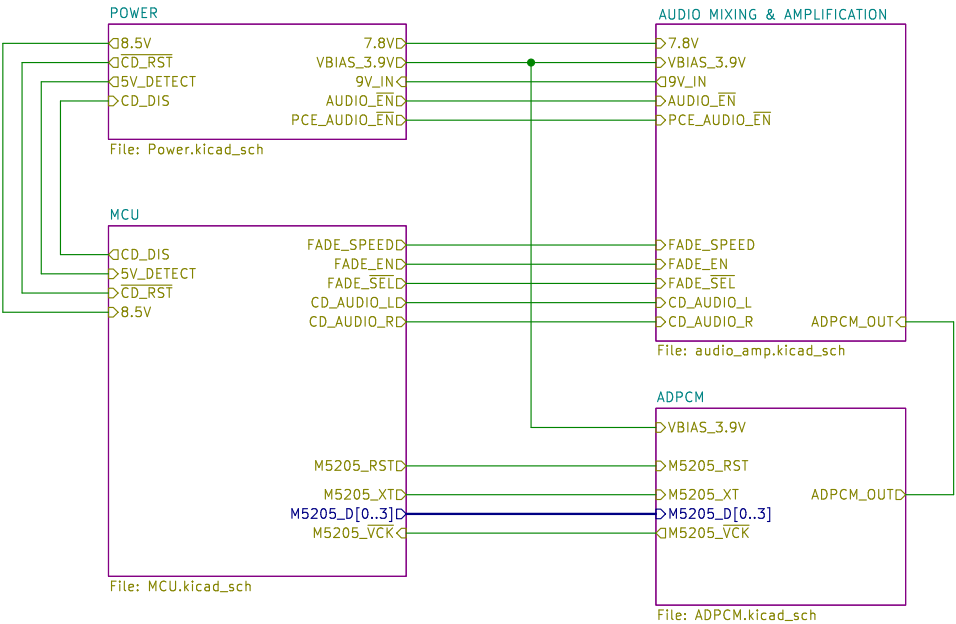 POWER
8.5V
CD_RST
5V_DETECT
CD_DIS
7.8V
VBIAS_3.9V
9V_IN
AUDIO_EN
PCE_AUDIO_EN
File: Power.kicad_sch
AUDIO MIXING & AMPLIFICATION
7.8V
VBIAS_3.9V
9V_IN
AUDIO_EN
PCE_AUDIO_EN
FADE_SPEED
FADE_EN
FADE_SEL
CD_AUDIO_L
CD_AUDIO_R
ADPCM_OUT
File: audio_amp.kicad_sch
MCU
CD_DIS
5V_DETECT
CD_RST
8.5V
FADE_SPEED
FADE_EN
FADE_SEL
CD_AUDIO_L
CD_AUDIO_R
M5205_RST
M5205_XT
M5205_D[0..3]
M5205_VCK
File: MCU.kicad_sch
ADPCM
VBIAS_3.9V
M5205_RST
M5205_XT
M5205_D[0..3]
M5205_VCK
ADPCM_OUT
File: ADPCM.kicad_sch